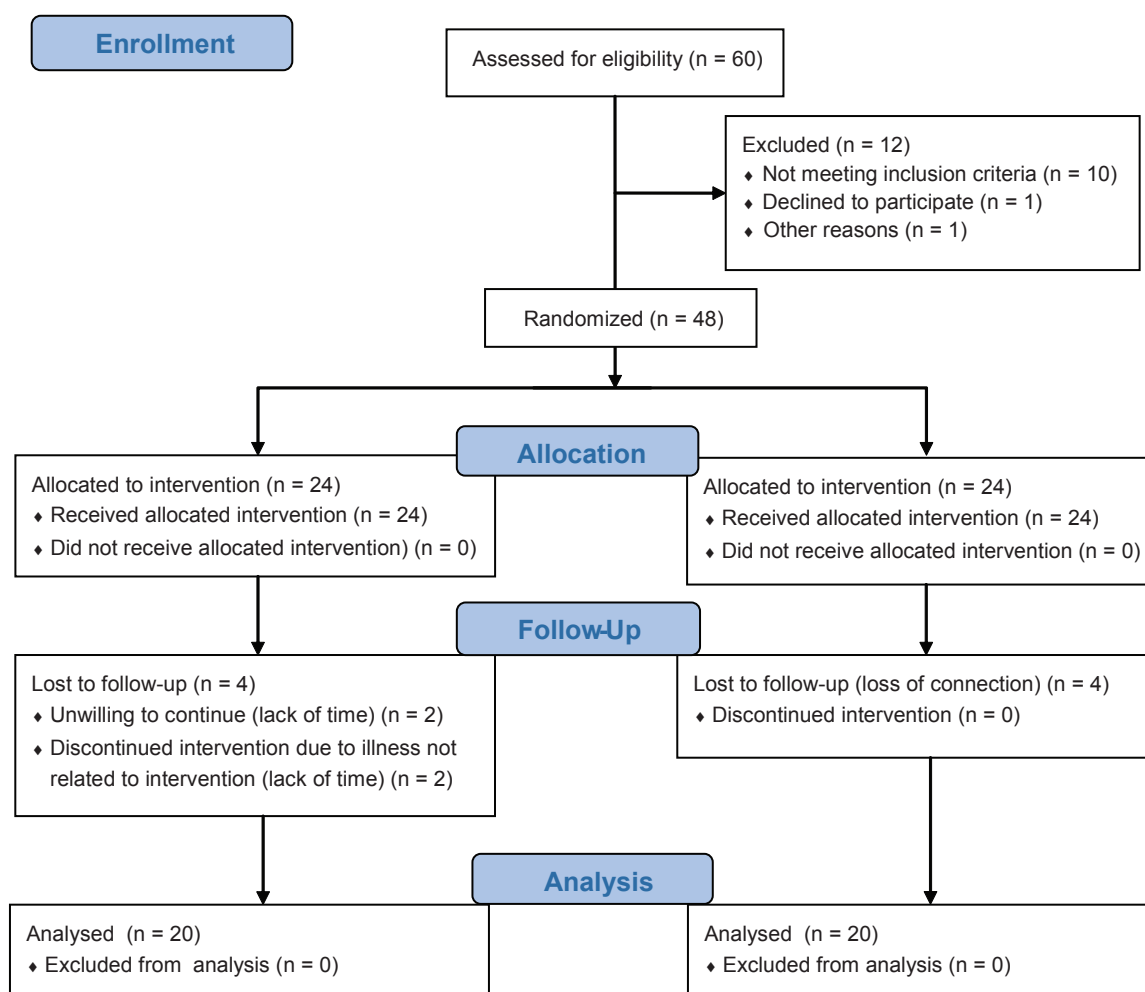 Enrollment
Assessed for eligibility (n = 60)
Excluded (n = 12)
♦ Not meeting inclusion criteria (n = 10)
♦ Declined to participate (n = 1)
♦ Other reasons (n = 1)
Randomized (n = 48)
Allocation
Allocated to intervention (n = 24)
♦ Received allocated intervention (n = 24)
♦ Did not receive allocated intervention) (n = 0)
Allocated to intervention (n = 24)
♦ Received allocated intervention (n = 24)
♦ Did not receive allocated intervention (n = 0)
Follow-Up
Lost to follow-up (n = 4)
♦ Unwilling to continue (lack of time) (n = 2)
♦ Discontinued intervention due to illness not
related to intervention (lack of time) (n = 2)
Lost to follow-up (loss of connection) (n = 4)
♦ Discontinued intervention (n = 0)
Analysis
Analysed (n = 20)
♦ Excluded from analysis (n = 0)
Analysed (n = 20)
♦ Excluded from analysis (n = 0)